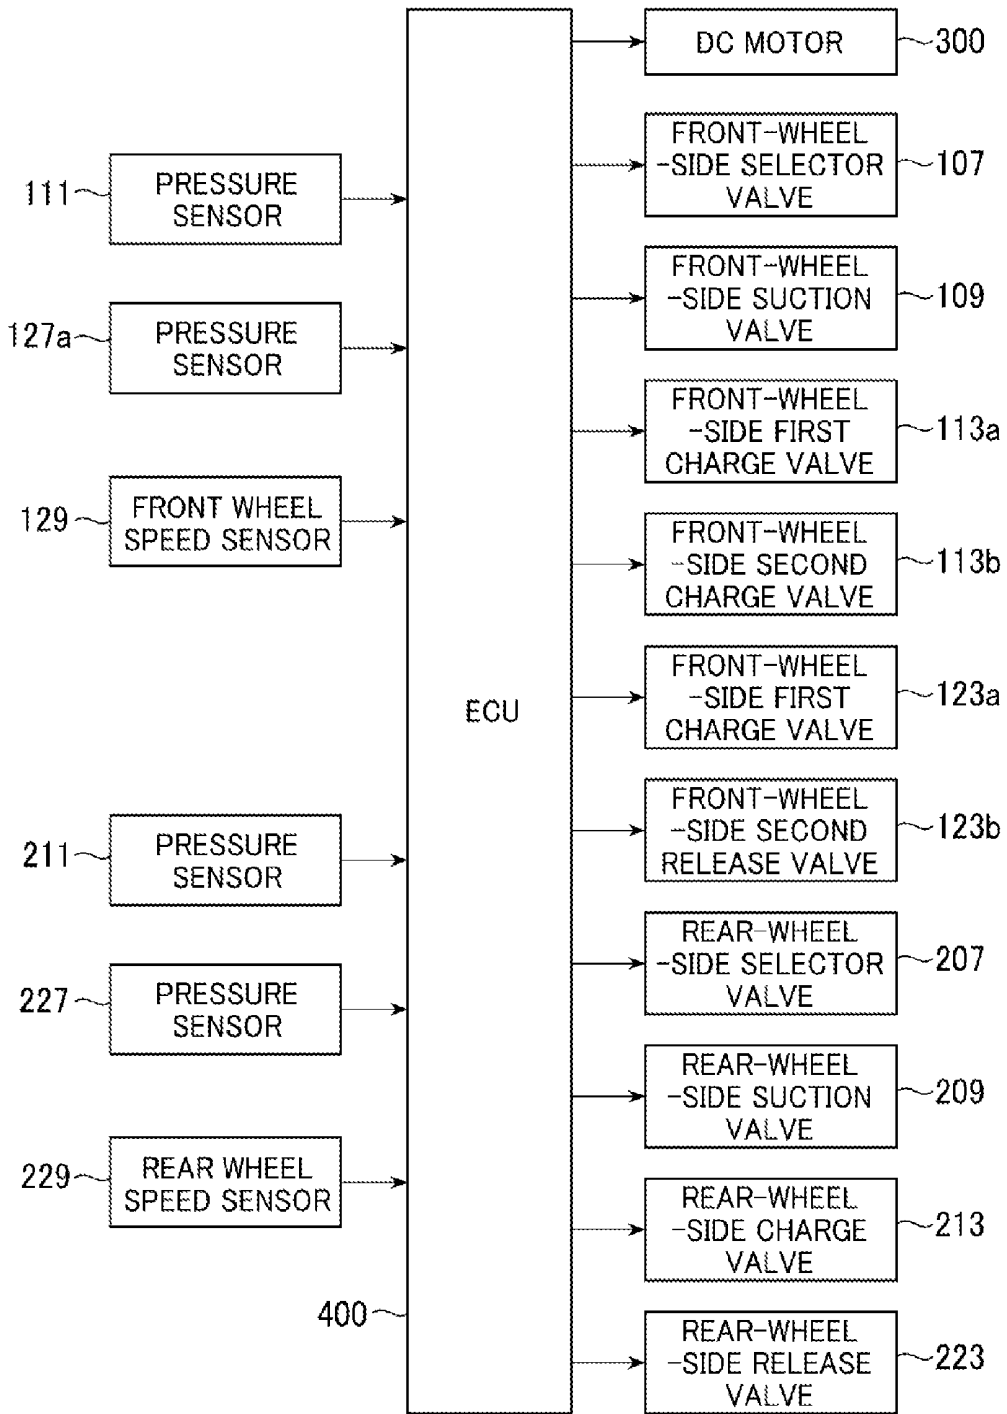 DC MOTOR
300
FRONT-WHEEL
-SIDE SELECTOR
VALVE
107
111
PRESSURE
SENSOR
FRONT-WHEEL
-SIDE SUCTION
VALVE
109
127a
PRESSURE
SENSOR
FRONT-WHEEL
-SIDE FIRST
CHARGE VALVE
113a
129
FRONT WHEEL
SPEED SENSOR
FRONT-WHEEL
-SIDE SECOND
CHARGE VALVE
113b
ECU
FRONT-WHEEL
-SIDE FIRST
CHARGE VALVE
123a
FRONT-WHEEL
-SIDE SECOND
RELEASE VALVE
123b
211
PRESSURE
SENSOR
REAR-WHEEL
-SIDE SELECTOR
VALVE
207
227
PRESSURE
SENSOR
REAR-WHEEL
-SIDE SUCTION
VALVE
209
229
REAR WHEEL
SPEED SENSOR
REAR-WHEEL
-SIDE CHARGE
VALVE
213
400
REAR-WHEEL
-SIDE RELEASE
VALVE
223